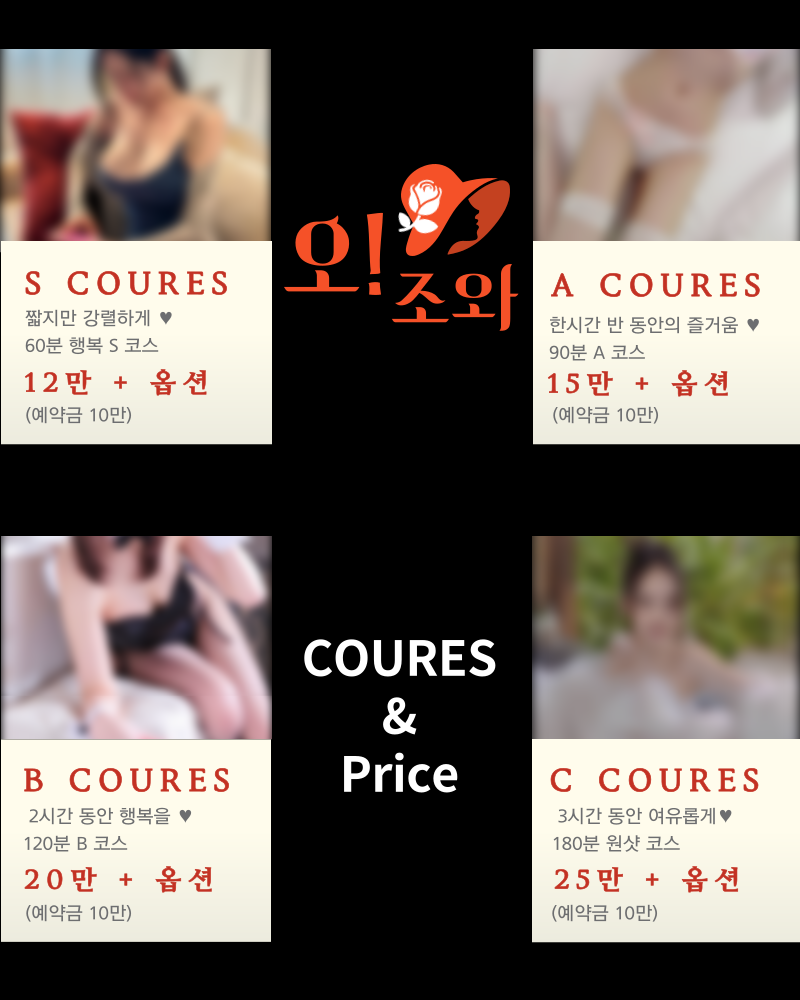 S COURES
짧지만 강렬하게 ♥
60분 행복 S 코스
12만 + 옵션
(예약금 10만)
오!
조와
A COURES
한시간 반 동안의 즐거움 ♥
90분 A 코스
15만 + 옵션
(예약금 10만)
B COURES
2시간 동안 행복을 ♥
120분 B 코스
20만 + 옵션
(예약금 10만)
COURES
&
Price
C COURES
3시간 동안 여유롭게♥
180분 원샷 코스
25만 + 옵션
(예약금 10만)